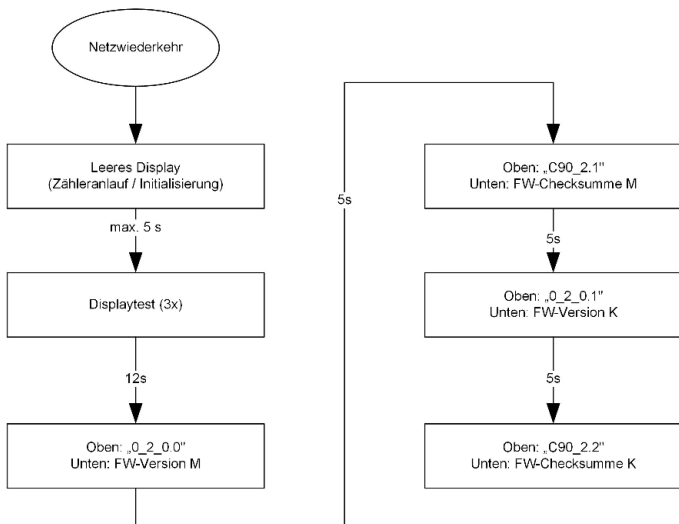 Netzwiederkehr
Leeres Display
(Zähleranlauf / Initialisierung)
max. 5 s
Displaytest (3x)
12s
Oben: „0_2_0.0"
Unten: FW-Version M
5s
Oben: „C90_2.1"
Unten: FW-Checksumme M
5s
Oben: „0_2_0.1"
Unten: FW-Version K
5s
Oben: „C90_2.2"
Unten: FW-Checksumme K